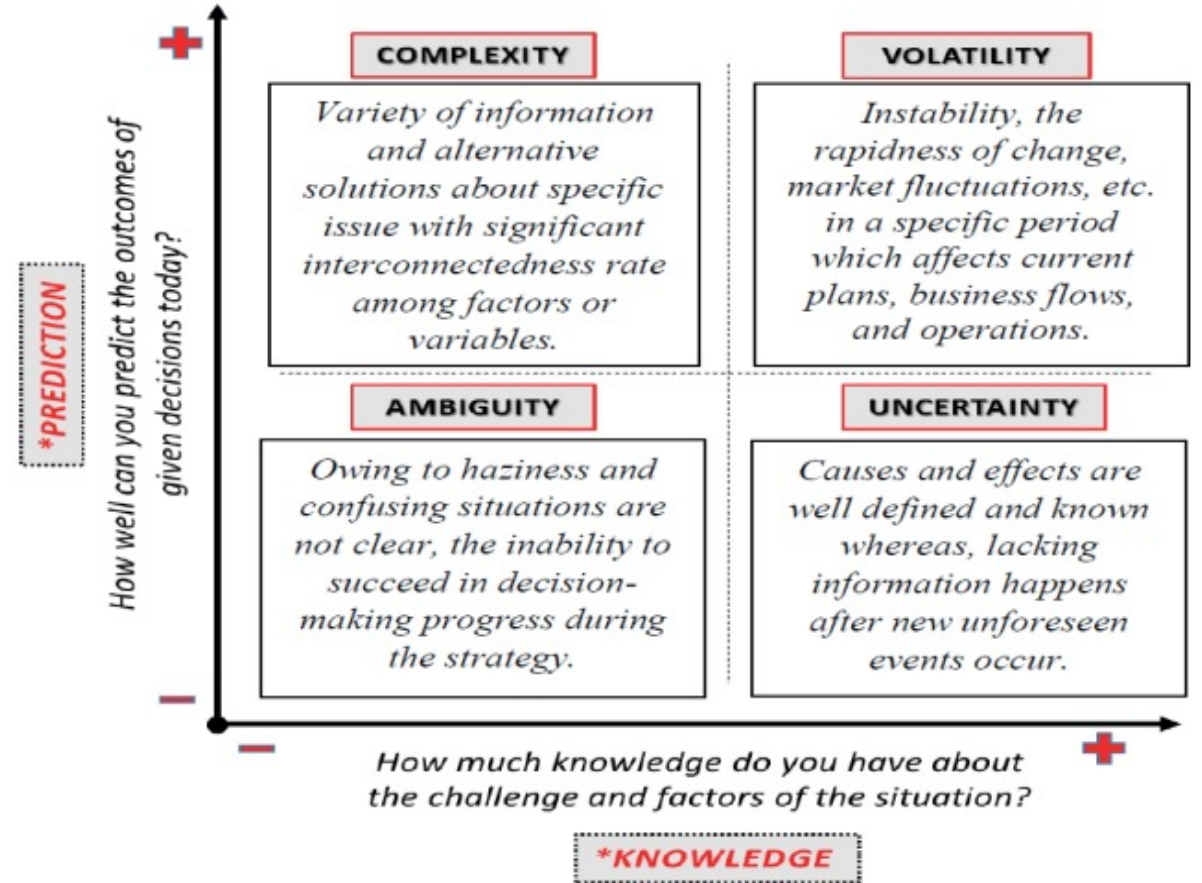 COMPLEXITY
Variety of information
and alternative
solutions about specific
issue with significant
interconnectedness rate
among factors or
variables.
VOLATILITY
Instability, the
rapidness of change,
market fluctuations, etc.
in a specific period
which affects current
plans, business flows,
and operations.
*PREDICTION
How well can you predict the outcomes of
given decisions today?
AMBIGUITY
Owing to haziness and
confusing situations are
not clear, the inability to
succeed in decision-
making progress during
the strategy.
UNCERTAINTY
Causes and effects are
well defined and known
whereas, lacking
information happens
after new unforeseen
events occur.
How much knowledge do you have about
the challenge and factors of the situation?
*KNOWLEDGE